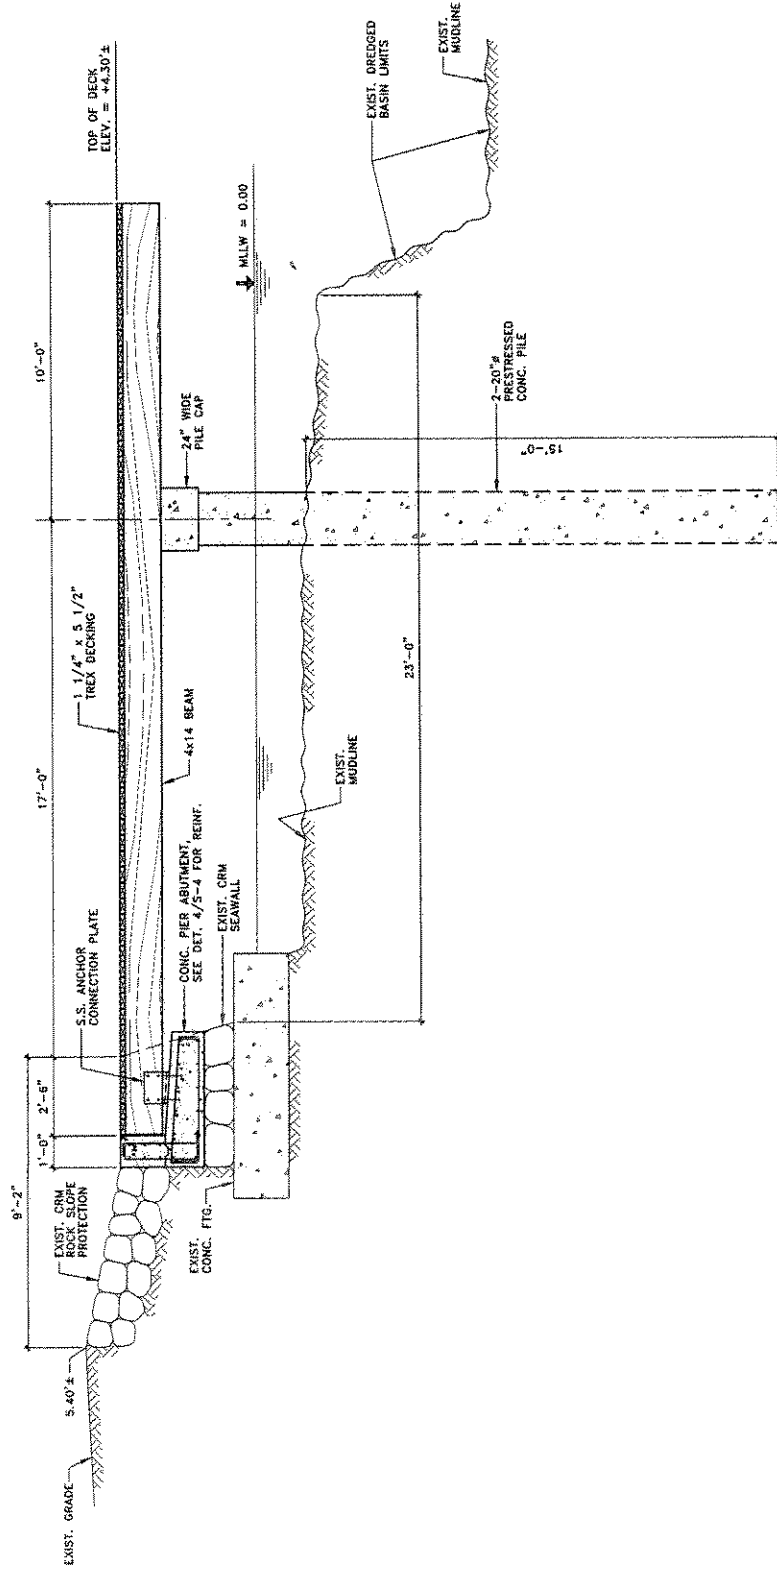 TOP OF DECK
ELEV. = +4.30'±
10'-0"
17'-0"
2'-6"
1'-0"
9'-2"
1 1/4" x 5 1/2"
TREX DECKING
S.S. ANCHOR
CONNECTION PLATE
EXIST. CRM
ROCK SLOPE
PROTECTION
5.40'±
EXIST. GRADE
24" WIDE
PILE CAP
MLLW = 0.00
4x14 BEAM
CONC. PIER ABUTMENT,
SEE DET. 4/S-4 FOR REINF.
EXIST. CRM
SEAWALL
EXIST.
CONC. FTG.
EXIST.
MUDLINE
EXIST. DREDGED
BASIN LIMITS
EXIST.
MUDLINE
23'-0"
15'-0"
2-20"ø
PRESTRESSED
CONC. PILE